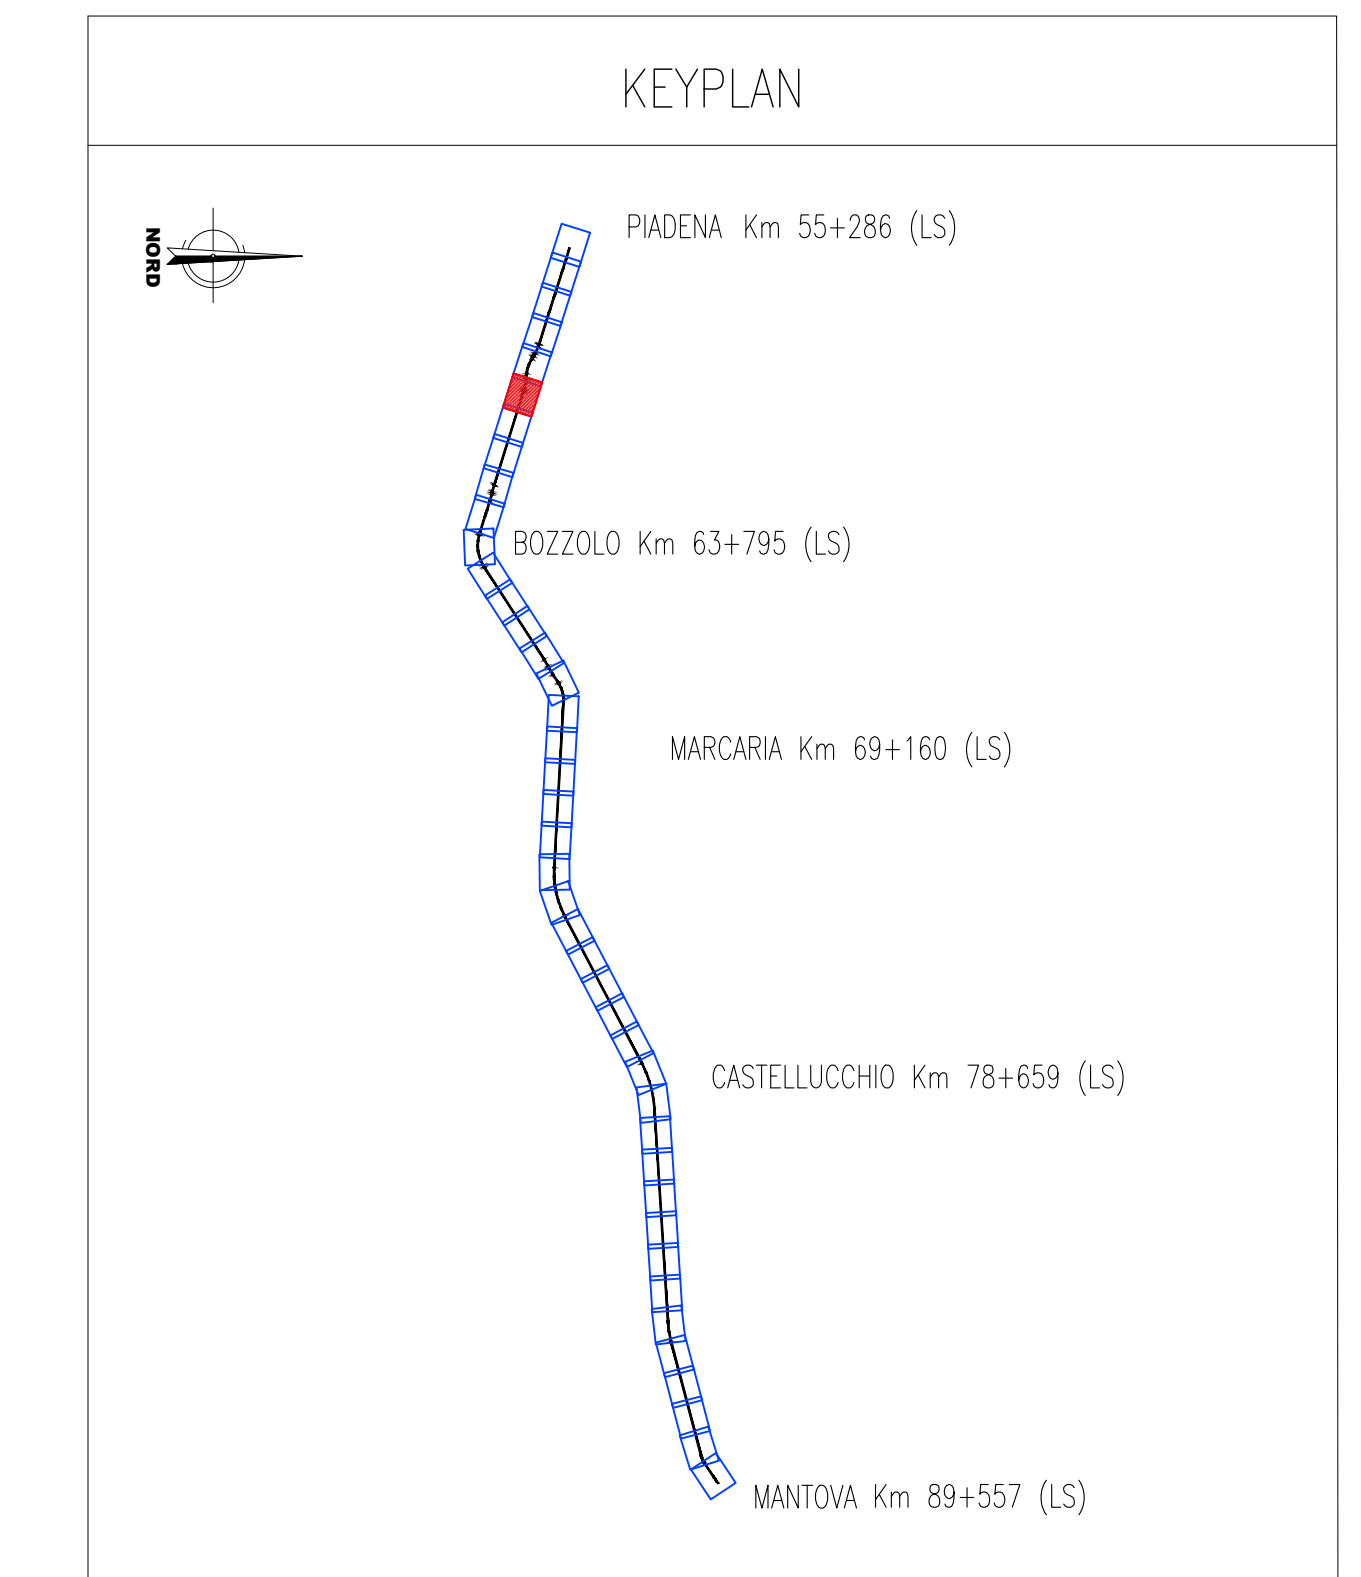 KEYPLAN
NORD
PIADENA Km 55+286 (LS)
BOZZOLO Km 63+795 (LS)
MARCARIA Km 69+160 (LS)
CASTELLUCCHIO Km 78+659 (LS)
MANTOVA Km 89+557 (LS)